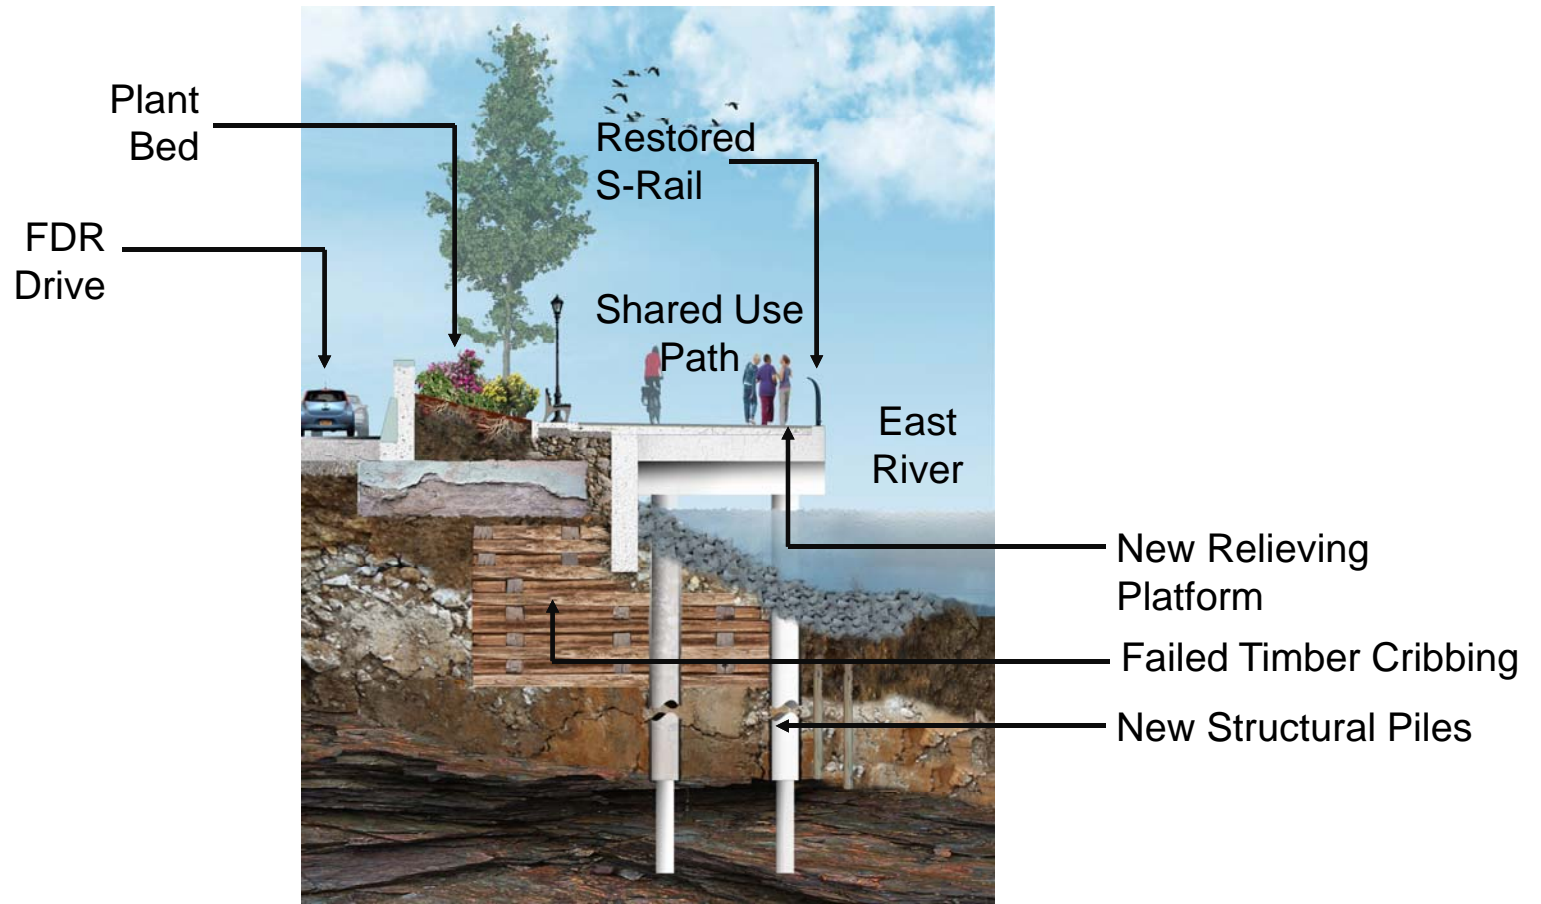 Plant
Bed
Restored
S-Rail
FDR
Drive
Shared Use
Path
East
River
New Relieving
Platform
Failed Timber Cribbing
New Structural Piles